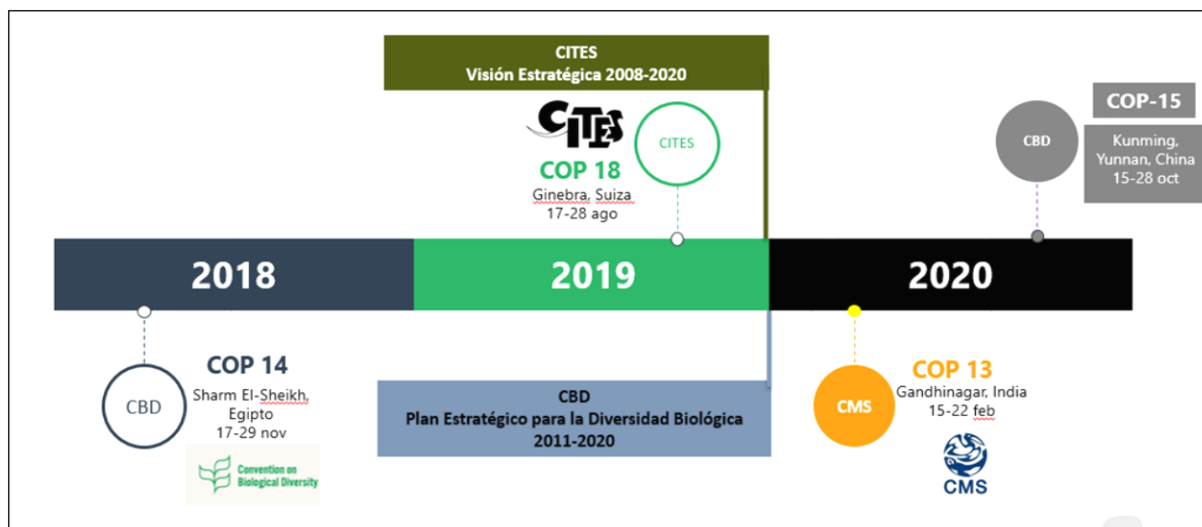 CITES
Visión Estratégica 2008-2020
CITES
CITES
COP 18
Ginebra, Suiza
17-28 ago
COP-15
CBD
Kunming,
Yunnan, China
15-28 oct
2018
2019
2020
CBD
COP 14
Sharm El-Sheikh,
Egipto
17-29 nov
Convention on
Biological Diversity
CBD
Plan Estratégico para la Diversidad Biológica
2011-2020
CMS
COP 13
Gandhinagar, India
15-22 feb
CMS